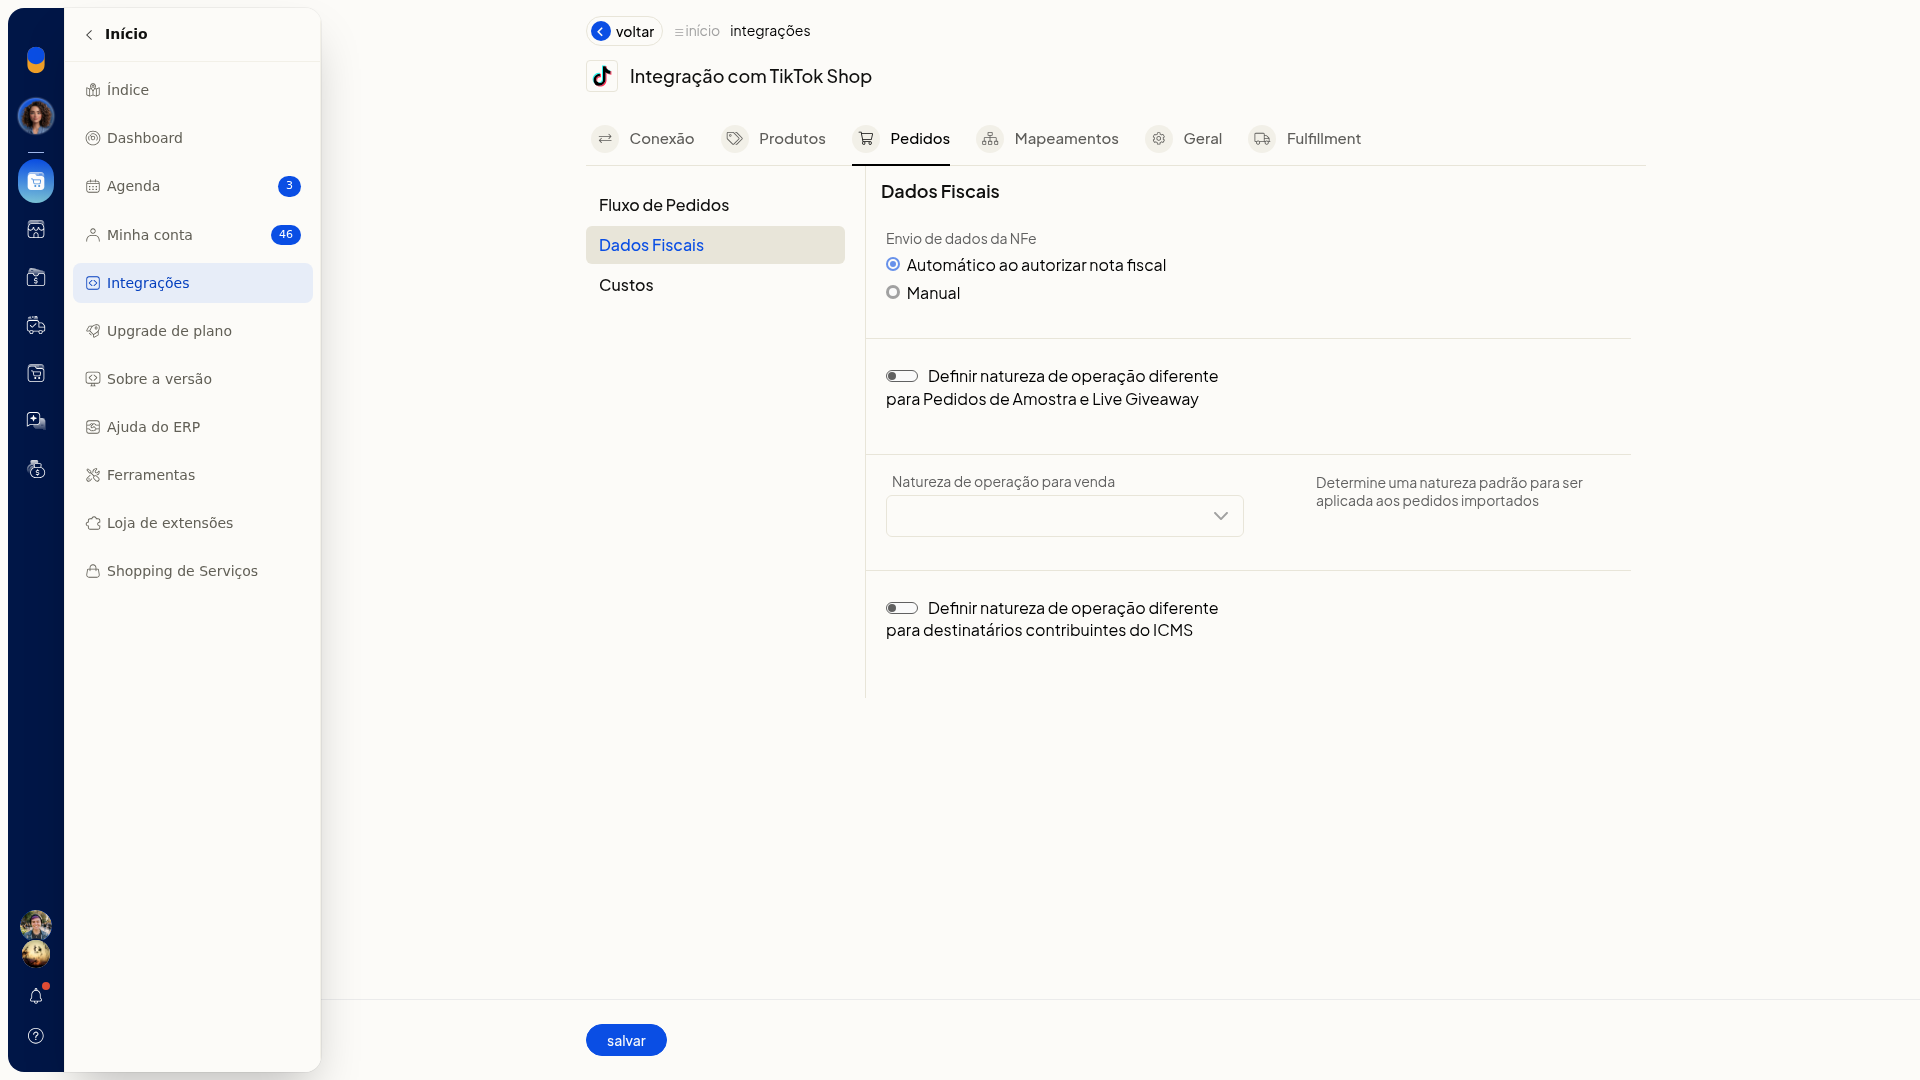 Início
Índice
Dashboard
Agenda 3
Minha conta 46
Integrações
Upgrade de plano
Sobre a versão
Ajuda do ERP
Ferramentas
Loja de extensões
Shopping de Serviços
voltar início integrações
Integração com TikTok Shop
Conexão Produtos Pedidos Mapeamentos Geral Fulfillment
Fluxo de Pedidos
Dados Fiscais
Custos
Dados Fiscais
Envio de dados da NFe
Automático ao autorizar nota fiscal
Manual
Definir natureza de operação diferente
para Pedidos de Amostra e Live Giveaway
Natureza de operação para venda
Determine uma natureza padrão para ser
aplicada aos pedidos importados
Definir natureza de operação diferente
para destinatários contribuintes do ICMS
salvar